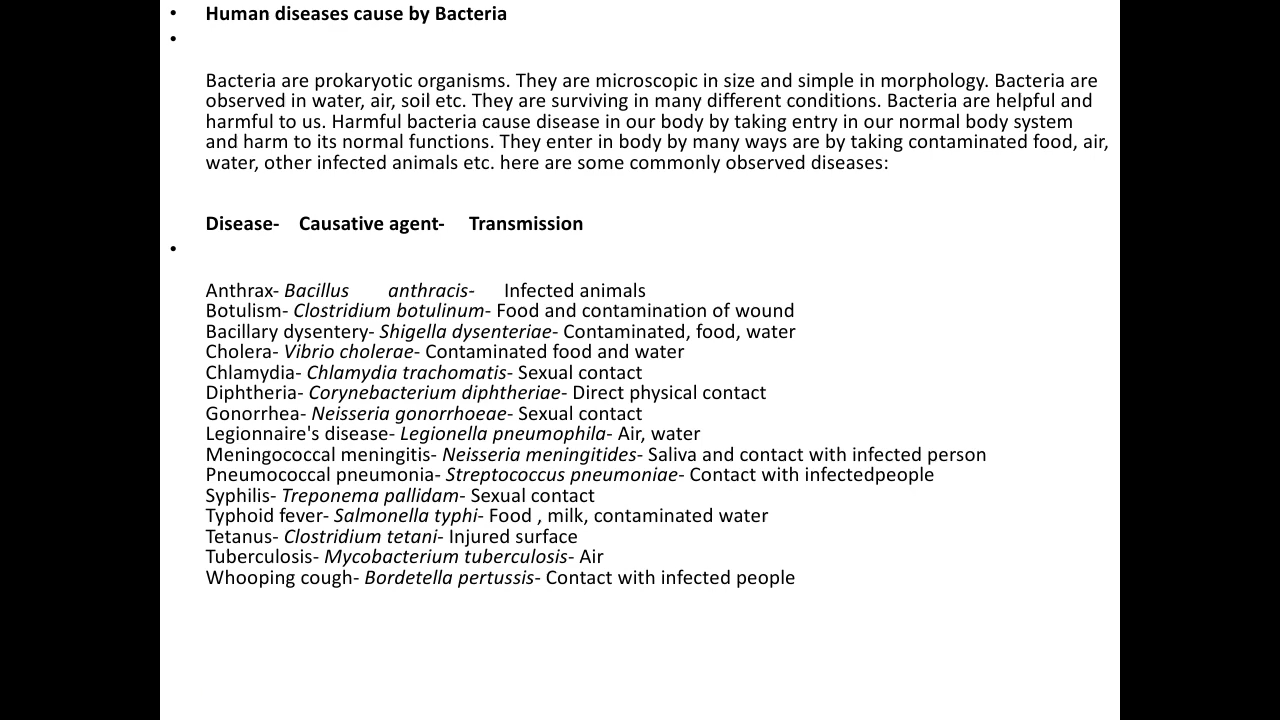 • Human diseases cause by Bacteria
•
Bacteria are prokaryotic organisms. They are microscopic in size and simple in morphology. Bacteria are
observed in water, air, soil etc. They are surviving in many different conditions. Bacteria are helpful and
harmful to us. Harmful bacteria cause disease in our body by taking entry in our normal body system
and harm to its normal functions. They enter in body by many ways are by taking contaminated food, air,
water, other infected animals etc. here are some commonly observed diseases:
Disease- Causative agent- Transmission
•
Anthrax- Bacillus anthracis- Infected animals
Botulism- Clostridium botulinum- Food and contamination of wound
Bacillary dysentery- Shigella dysenteriae- Contaminated, food, water
Cholera- Vibrio cholerae- Contaminated food and water
Chlamydia- Chlamydia trachomatis- Sexual contact
Diphtheria- Corynebacterium diphtheriae- Direct physical contact
Gonorrhea- Neisseria gonorrhoeae- Sexual contact
Legionnaire's disease- Legionella pneumophila- Air, water
Meningococcal meningitis- Neisseria meningitides- Saliva and contact with infected person
Pneumococcal pneumonia- Streptococcus pneumoniae- Contact with infectedpeople
Syphilis- Treponema pallidam- Sexual contact
Typhoid fever- Salmonella typhi- Food , milk, contaminated water
Tetanus- Clostridium tetani- Injured surface
Tuberculosis- Mycobacterium tuberculosis- Air
Whooping cough- Bordetella pertussis- Contact with infected people